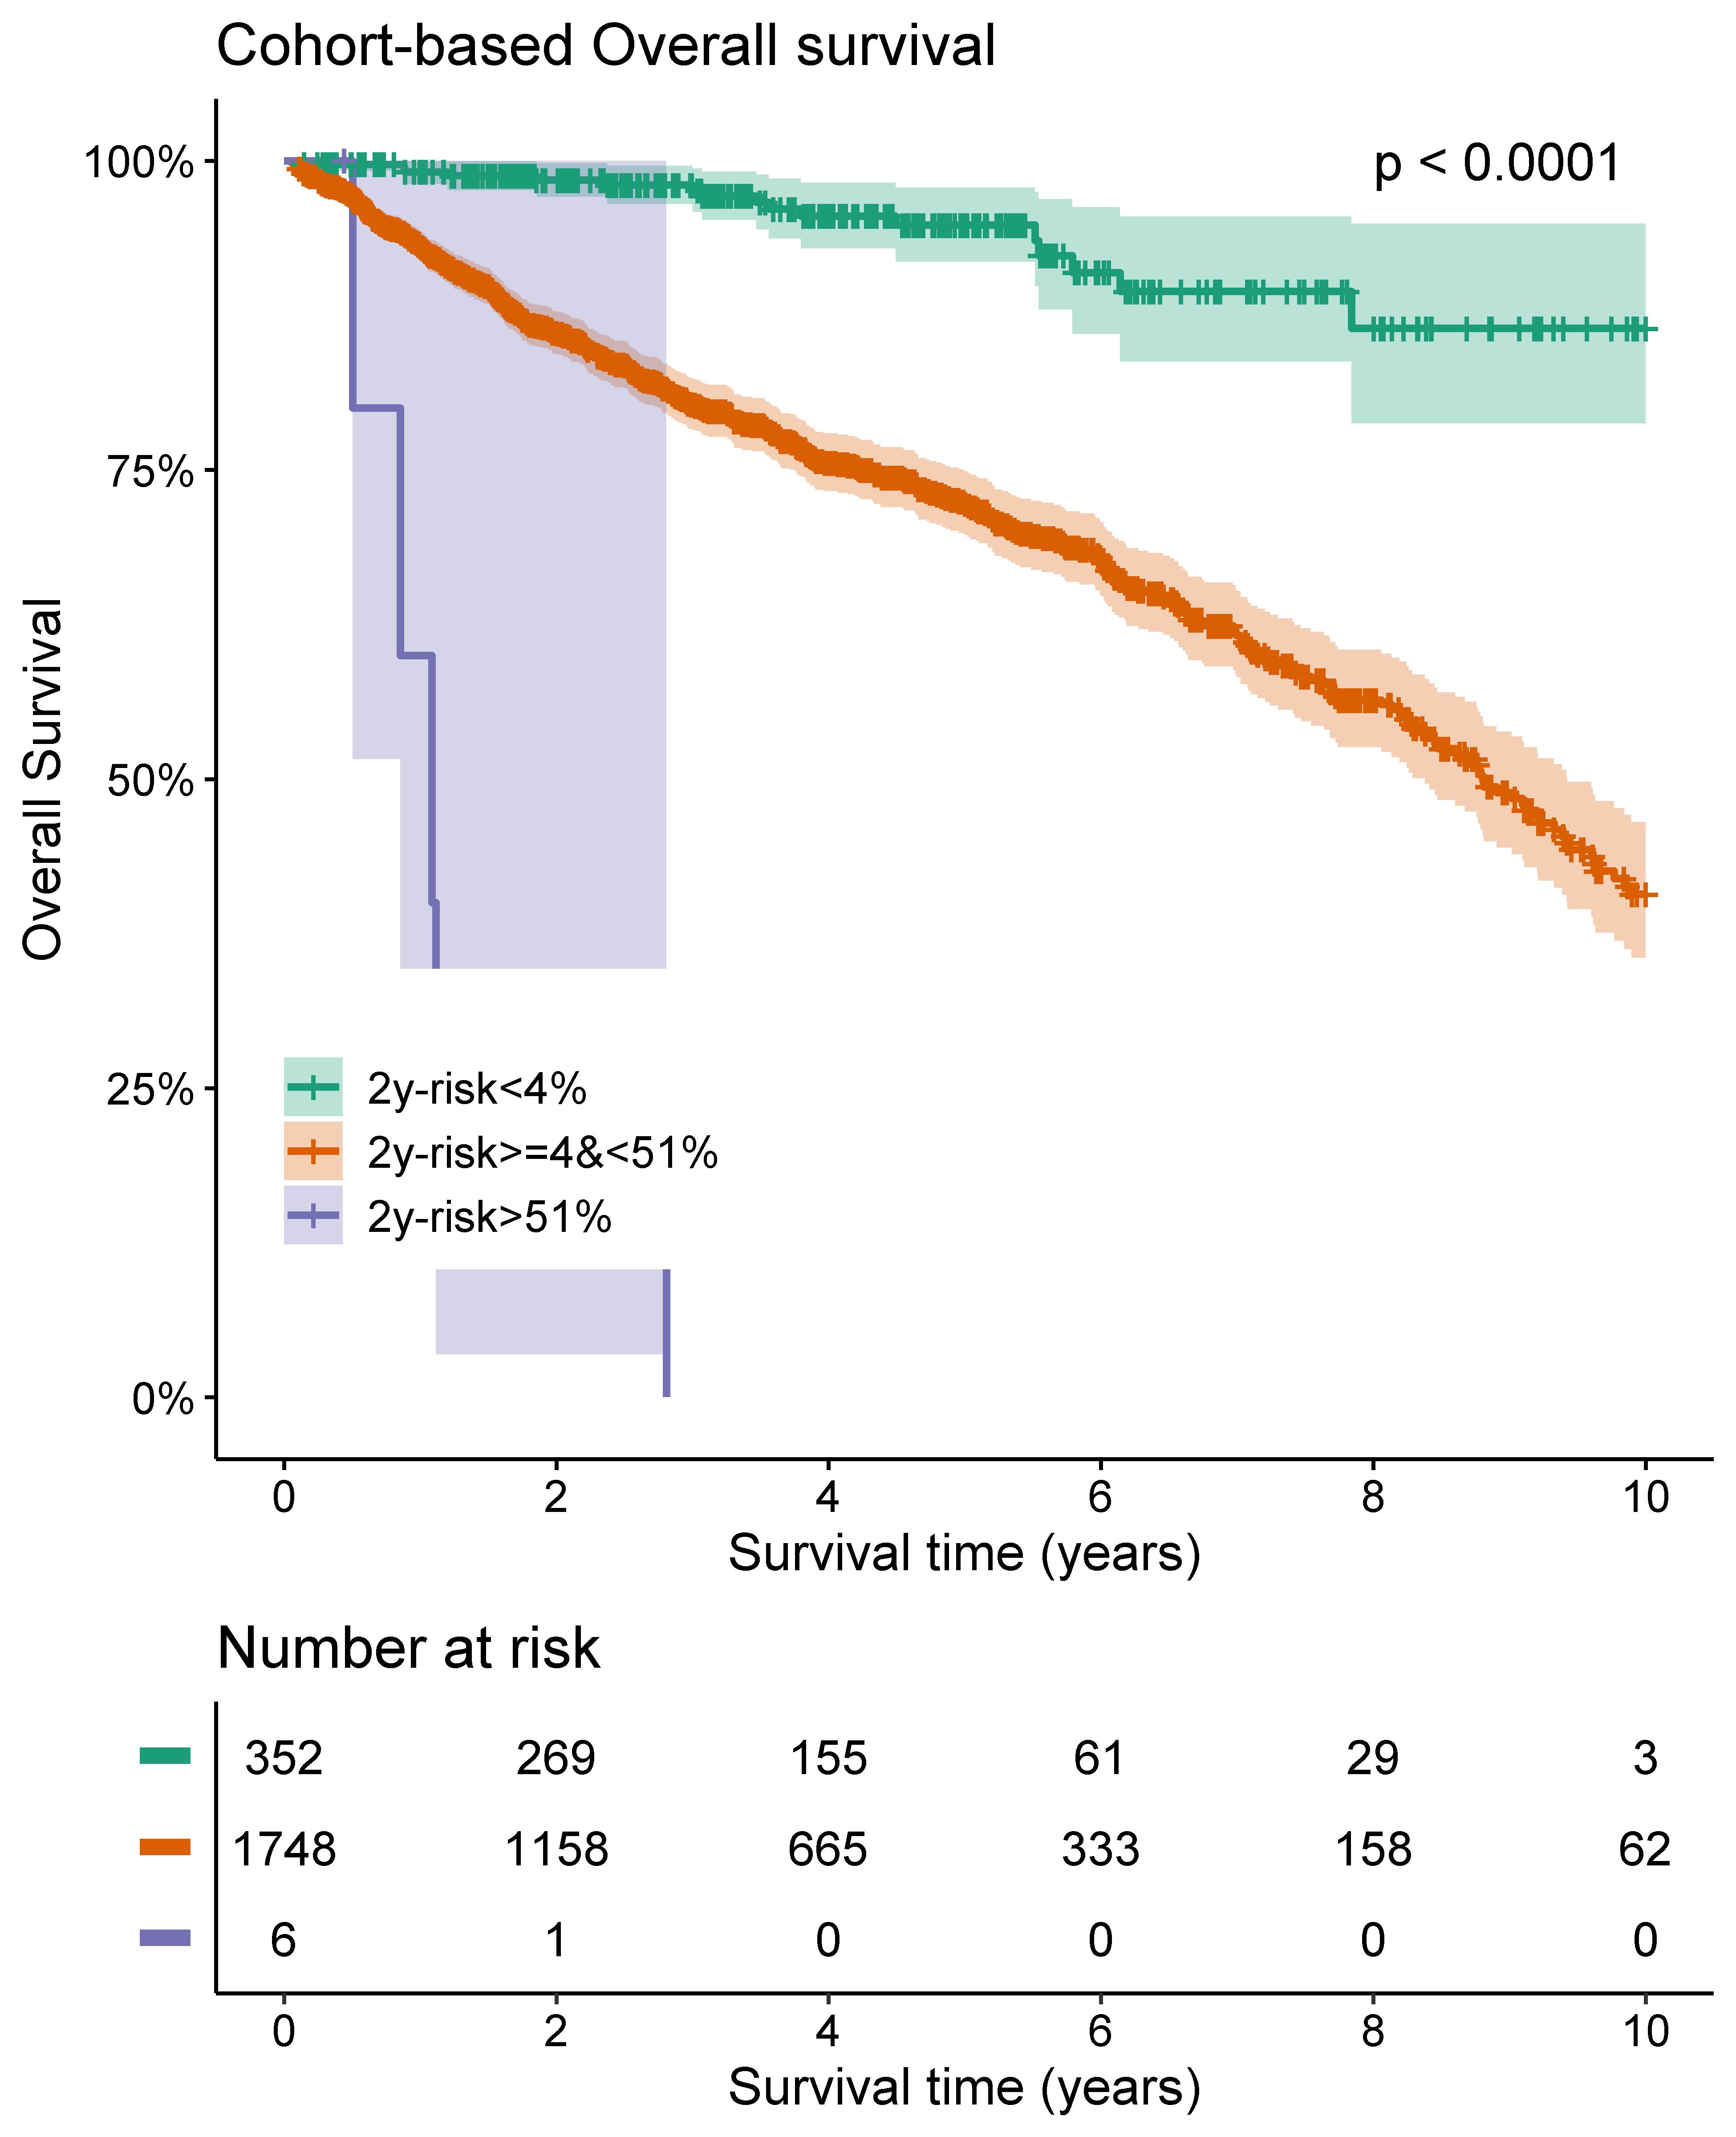 Cohort-based Overall survival
100%
p < 0.0001
75%
50%
25%
0%
Overall Survival
2y-risk<4%
2y-risk>=4&<51%
2y-risk>51%
0 2 4 6 8 10
Survival time (years)
Number at risk
352 269 155 61 29 3
1748 1158 665 333 158 62
6 1 0 0 0 0
0 2 4 6 8 10
Survival time (years)